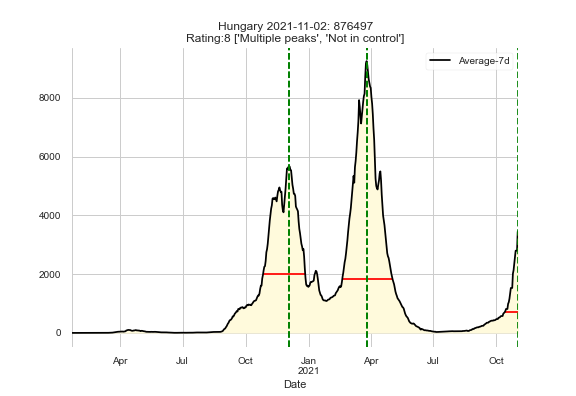 Hungary 2021-11-02: 876497
Rating:8 ['Multiple peaks', 'Not in control']
Average-7d
8000
6000
4000
2000
0
Apr
Jul
Oct
Jan
2021
Apr
Jul
Oct
Date